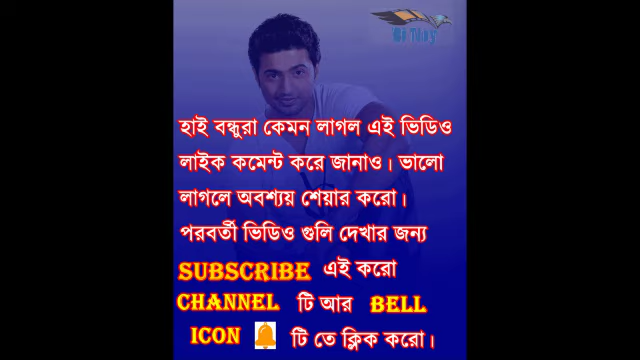 হাই বন্ধুরা কেমন লাগল এই ভিডিও
লাইক কমেন্ট করে জানাও। ভালো
লাগলে অবশ্যয় শেয়ার করো।
পরবর্তী ভিডিও গুলি দেখার জন্য
SUBSCRIBE এই করো
CHANNEL টি আর BELL
ICON টি তে ক্লিক করো।